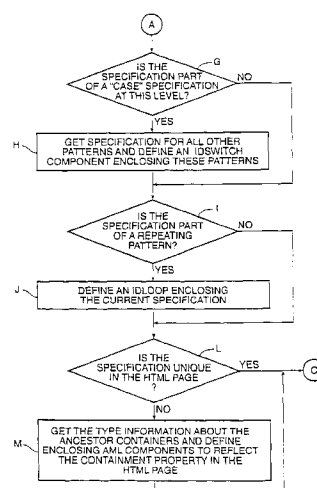 A
IS THE
SPECIFICATION PART
OF A "CASE" SPECIFICATION
AT THIS LEVEL?
G
NO
YES
H
GET SPECIFICATION FOR ALL OTHER
PATTERNS AND DEFINE AN IDSWITCH
COMPONENT ENCLOSING THESE PATTERNS
IS THE
SPECIFICATION PART
OF A REPEATING
PATTERN?
I
NO
YES
J
DEFINE AN IDLOOP ENCLOSING
THE CURRENT SPECIFICATION
IS THE
SPECIFICATION UNIQUE
IN THE HTML PAGE
?
L
YES
C
NO
M
GET THE TYPE INFORMATION ABOUT THE
ANCESTOR CONTAINERS AND DEFINE
ENCLOSING AML COMPONENTS TO REFLECT
THE CONTAINMENT PROPERTY IN THE
HTML PAGE